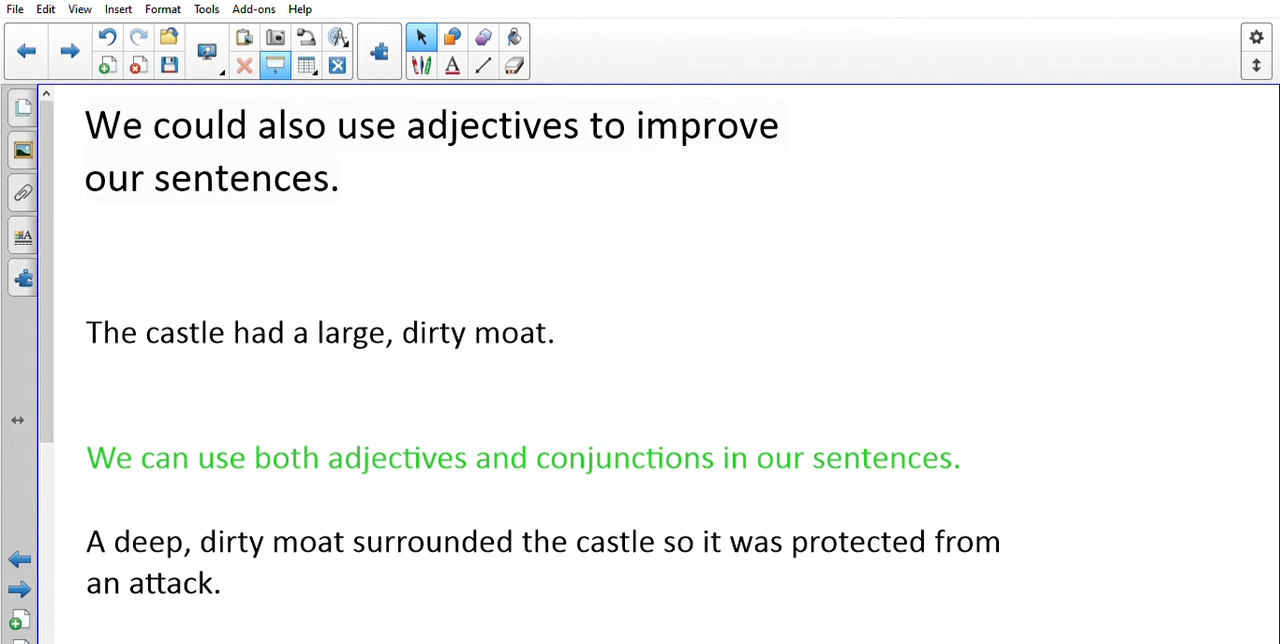 File Edit View Insert Format Tools Add-ons Help
We could also use adjectives to improve
our sentences.
The castle had a large, dirty moat.
We can use both adjectives and conjunctions in our sentences.
A deep, dirty moat surrounded the castle so it was protected from
an attack.